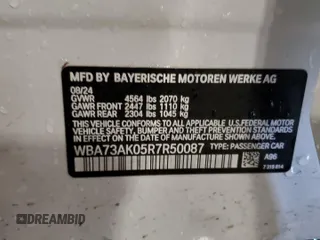 MFD BY BAYERISCHE MOTOREN WERKE AG
08/24
GVWR 4564 lbs 2070 kg
GAWR FRONT 2447 lbs 1110 kg
GAWR REAR 2304 lbs 1045 kg
THIS VEHICLE CONFORMS TO ALL APPLICABLE FEDERAL MOTOR VEHICLE SAFETY, BUMPER, AND THEFT PREVENTION STANDARDS IN EFFECT ON THE DATE OF MANUFACTURE SHOWN ABOVE.
WBA73AK05R7R50087 TYPE: PASSENGER CAR
A96
DREAMBID